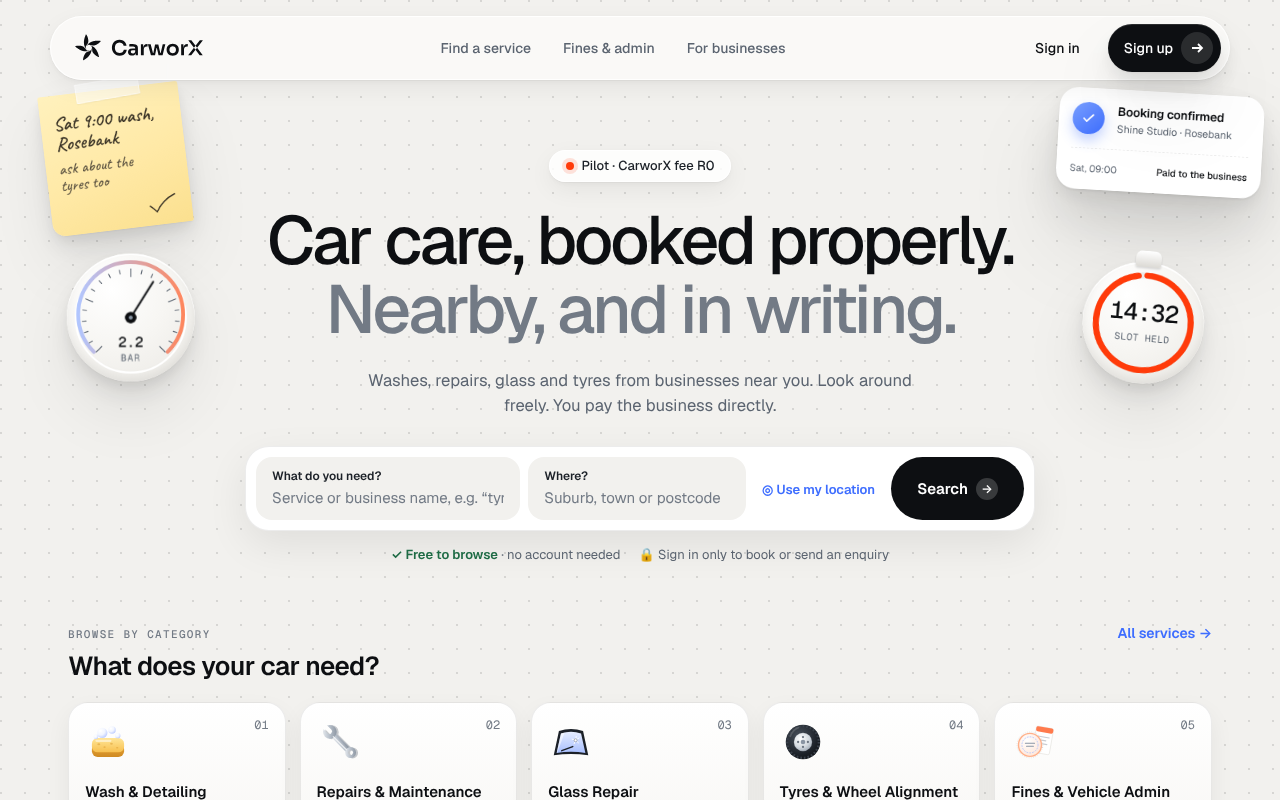 CarworX
Find a service
Fines & admin
For businesses
Sign in
Sign up
Sat 9:00 wash,
Rosebank
ask about the
tyres too
Booking confirmed
Shine Studio · Rosebank
Sat, 09:00
Paid to the business
Pilot · CarworX fee R0
Car care, booked properly.
Nearby, and in writing.
2.2
BAR
14:32
SLOT HELD
Washes, repairs, glass and tyres from businesses near you. Look around
freely. You pay the business directly.
What do you need?
Service or business name, e.g. “tyr
Where?
Suburb, town or postcode
Use my location
Search
✓ Free to browse · no account needed
🔒 Sign in only to book or send an enquiry
BROWSE BY CATEGORY
All services →
What does your car need?
01
02
03
04
05
Wash & Detailing
Repairs & Maintenance
Glass Repair
Tyres & Wheel Alignment
Fines & Vehicle Admin